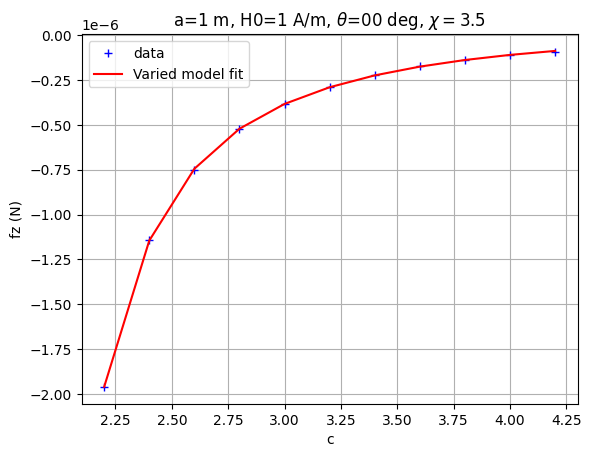 a=1 m, H0=1 A/m, θ=00 deg, χ = 3.5
1e−6
0.00
−0.25
−0.50
−0.75
−1.00
−1.25
−1.50
−1.75
−2.00
fz (N)
data
Varied model fit
2.25 2.50 2.75 3.00 3.25 3.50 3.75 4.00 4.25
c